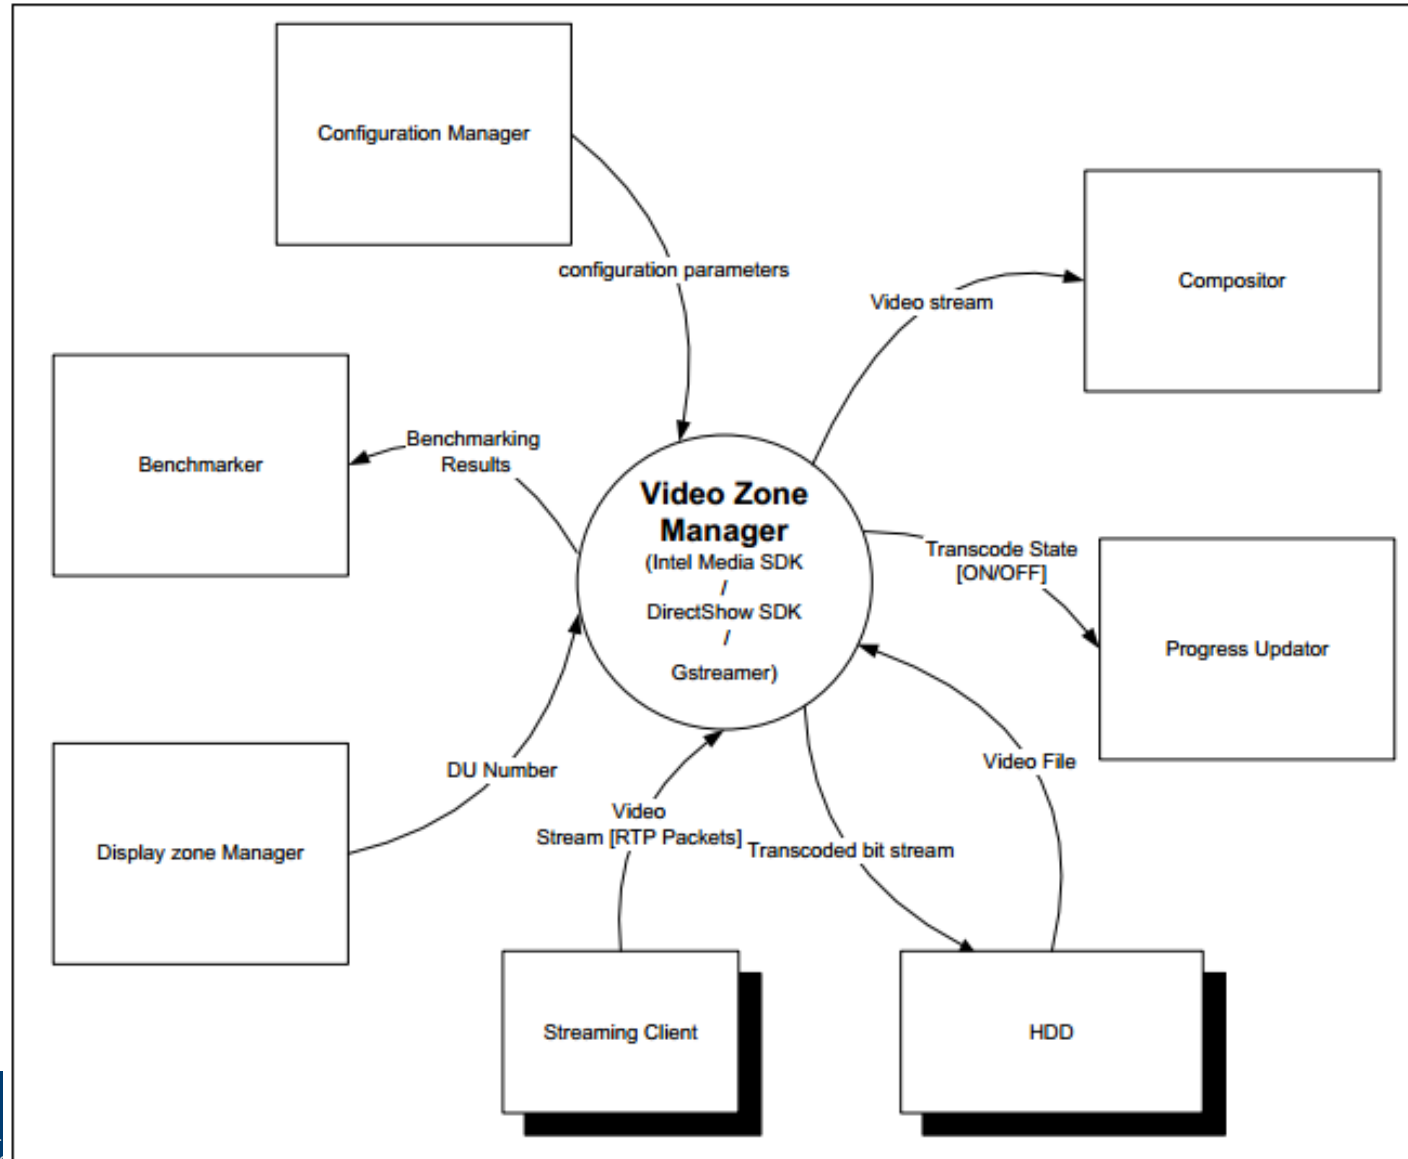 Configuration Manager
configuration parameters
Video stream
Compositor
Benchmarking
Results
Benchmarker
Video Zone
Manager
(Intel Media SDK
/
DirectShow SDK
/
Gstreamer)
Transcode State
[ON/OFF]
Progress Updator
DU Number
Video File
Display zone Manager
Video
Stream [RTP Packets]
Transcoded bit stream
Streaming Client
HDD